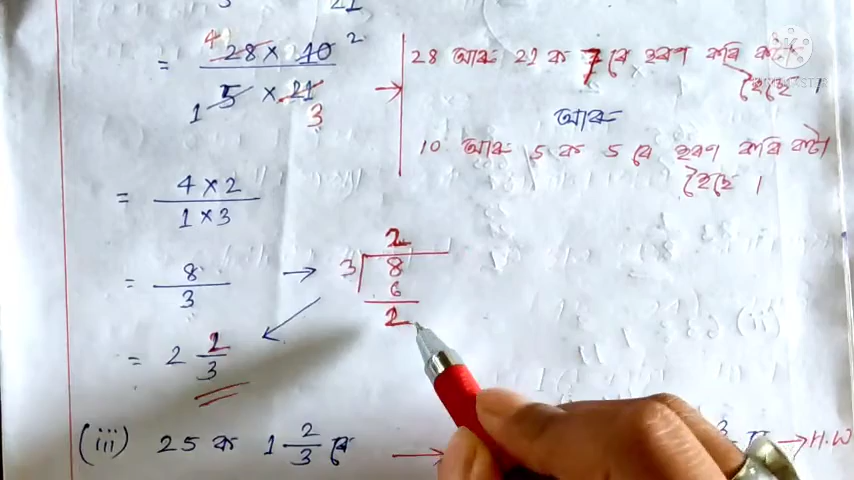 21
= 28 × 10 / 5 × 21
4 2
1 3
→ 28 আৰু 21 ক 7 ৰে হৰণ কৰি কটা
হৈছে ।
আৰু
10 আৰু 5 ক 5 ৰে হৰণ কৰি কটা
হৈছে ।
= 4 × 2 / 1 × 3
= 8 / 3 →
2
3 8
6
2
= 2 2/3
(iii) 25 ক 1 2/3 ৰে →
→ H.W